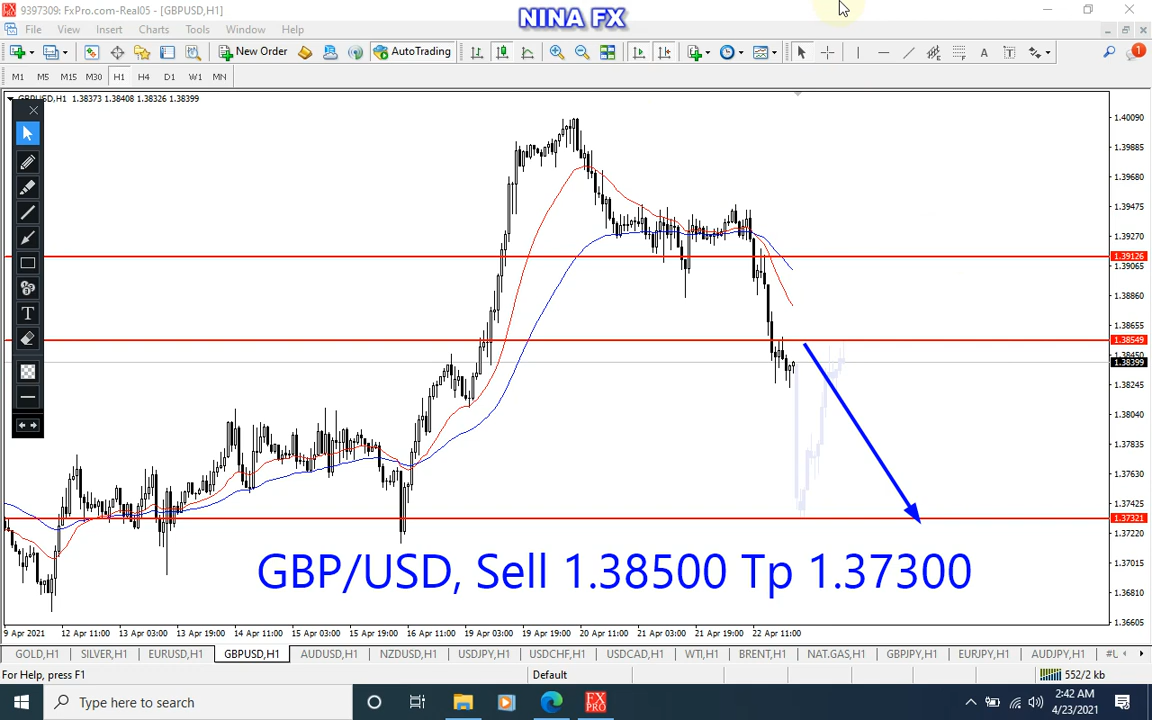 9397309: FxPro.com-Real05 - [GBPUSD,H1]
NINA FX
File View Insert Charts Tools Window Help
New Order AutoTrading A T 1
M1 M5 M15 M30 H1 H4 D1 W1 MN
GBPUSD,H1 1.38373 1.38408 1.38326 1.38399
1.40090
1.39885
1.39680
1.39475
1.39270
1.39126
1.39065
1.38860
1.38655
1.38549
1.38450
1.38399
1.38245
1.38040
1.37835
1.37630
1.37425
1.37321
1.37220
1.37015
1.36810
1.36605
T
GBP/USD, Sell 1.38500 Tp 1.37300
9 Apr 2021 12 Apr 11:00 13 Apr 03:00 13 Apr 19:00 14 Apr 11:00 15 Apr 03:00 15 Apr 19:00 16 Apr 11:00 19 Apr 03:00 19 Apr 19:00 20 Apr 11:00 21 Apr 03:00 21 Apr 19:00 22 Apr 11:00
GOLD,H1 SILVER,H1 EURUSD,H1 GBPUSD,H1 AUDUSD,H1 NZDUSD,H1 USDJPY,H1 USDCHF,H1 USDCAD,H1 WTI,H1 BRENT,H1 NAT.GAS,H1 GBPJPY,H1 EURJPY,H1 AUDJPY,H1
For Help, press F1 Default 552/2 kb
Type here to search
FX PRO
2:42 AM
4/23/2021